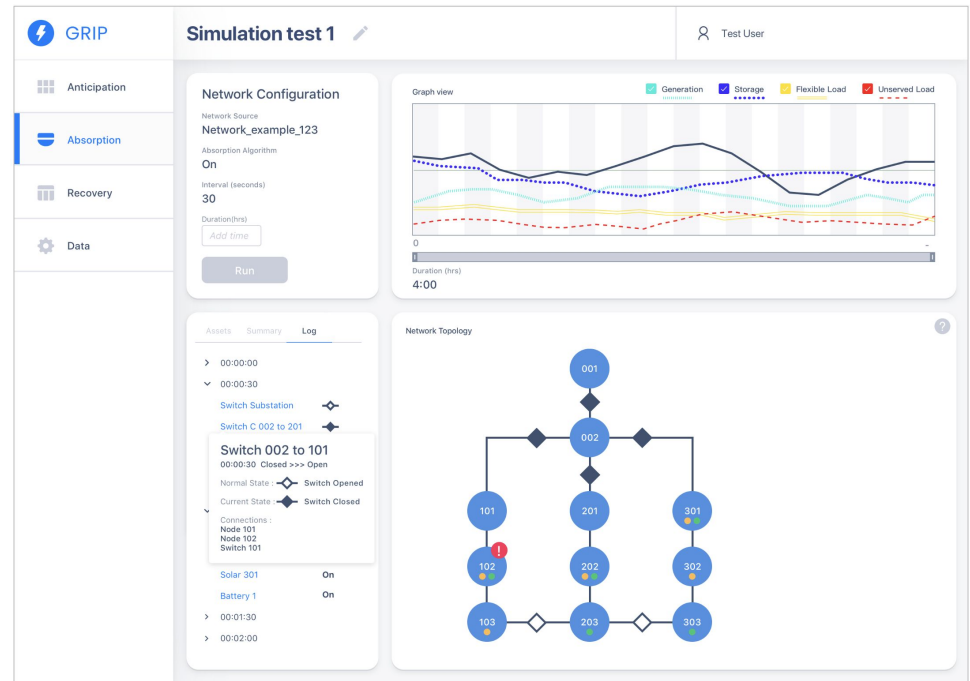 GRIP
Simulation test 1
Test User
Anticipation
Absorption
Recovery
Data
Network Configuration
Network Source
Network_example_123
Absorption Algorithm
On
Interval (seconds)
30
Duration(hrs)
Add time
Run
Graph view
Generation
Storage
Flexible Load
Unserved Load
0
-
Duration (hrs)
4:00
Assets Summary Log
00:00:00
00:00:30
Switch Substation
Switch C 002 to 201
Switch 002 to 101
00:00:30 Closed >>> Open
Normal State : Switch Opened
Current State : Switch Closed
Connections :
Node 101
Node 102
Switch 101
Solar 301 On
Battery 1 On
00:01:30
00:02:00
Network Topology
?
001
002
101 201 301
!
102 202 302
103 203 303